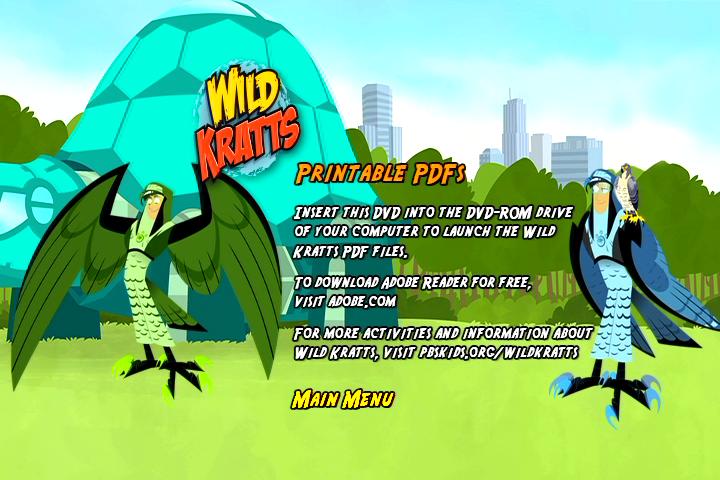 WILD
KRATTS
PRINTABLE PDFS
INSERT THIS DVD INTO THE DVD-ROM DRIVE
OF YOUR COMPUTER TO LAUNCH THE WILD
KRATTS PDF FILES.
TO DOWNLOAD ADOBE READER FOR FREE,
VISIT ADOBE.COM
FOR MORE ACTIVITIES AND INFORMATION ABOUT
WILD KRATTS, VISIT PBSKIDS.ORG/WILDKRATTS
MAIN MENU